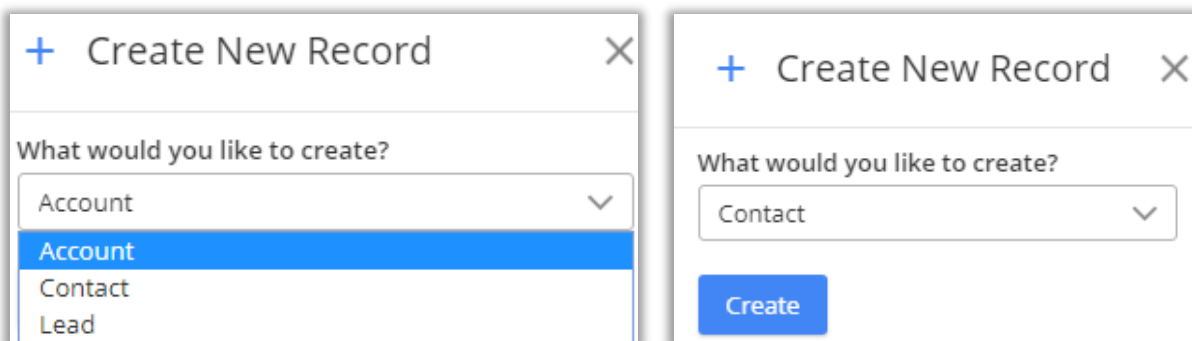 Create New Record
What would you like to create?
Account
Account
Contact
Lead
Create New Record
What would you like to create?
Contact
Create